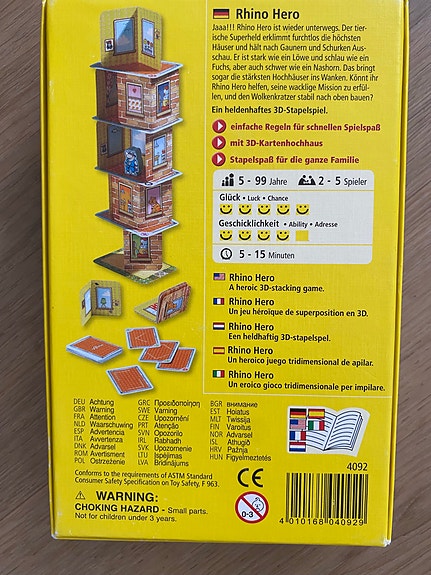 Rhino Hero
Jaaa!!! Rhino Hero ist wieder unterwegs. Der tier-
ische Superheld erklimmt furchtlos die höchsten
Häuser und hält nach Gaunern und Schurken Aus-
schau. Er ist stark wie ein Löwe und schlau wie ein
Fuchs, aber auch schwer wie ein Nashorn. Das bringt
sogar die stärksten Hochhäuser ins Wanken. Könnt ihr
Rhino Hero helfen, seine wacklige Mission zu erfül-
len, und den Wolkenkratzer stabil nach oben bauen?
Ein heldenhaftes 3D-Stapelspiel.
einfache Regeln für schnellen Spielspaß
mit 3D-Kartenhochhaus
Stapelspaß für die ganze Familie
5 - 99 Jahre 2 - 5 Spieler
Glück • Luck • Chance
Geschicklichkeit • Ability • Adresse
5 - 15 Minuten
Rhino Hero
A heroic 3D-stacking game.
Rhino Hero
Un jeu héroique de superposition en 3D.
Rhino Hero
Een heldhaftig 3D-stapelspel.
Rhino Hero
Un heroico juego tridimensional de apilar.
Rhino Hero
Un eroico gioco tridimensionale per impilare.
DEU Achtung
GBR Warning
FRA Attention
NLD Waarschuwing
ESP Advertencia
ITA Avvertenza
DNK Advarsel
ROM Avertisment
POL Ostrzeżenie
GRC Προειδοποίηση
SWE Varning
CZE Upozornění
PRT Atenção
SVN Opozorilo
IRL Rabhadh
SVK Upozornenie
LTU Įspėjimas
LVA Brīdinājums
BGR внимание
EST Hoiatus
MLT Twissija
FIN Varoitus
NOR Advarsel
ISL Athugið
HRV Pažnja
HUN Figyelmeztetés
Conforms to the requirements of ASTM Standard
Consumer Safety Specification on Toy Safety, F 963.
CE
WARNING:
CHOKING HAZARD - Small parts.
Not for children under 3 years.
0-3
4092
4 010168 040929